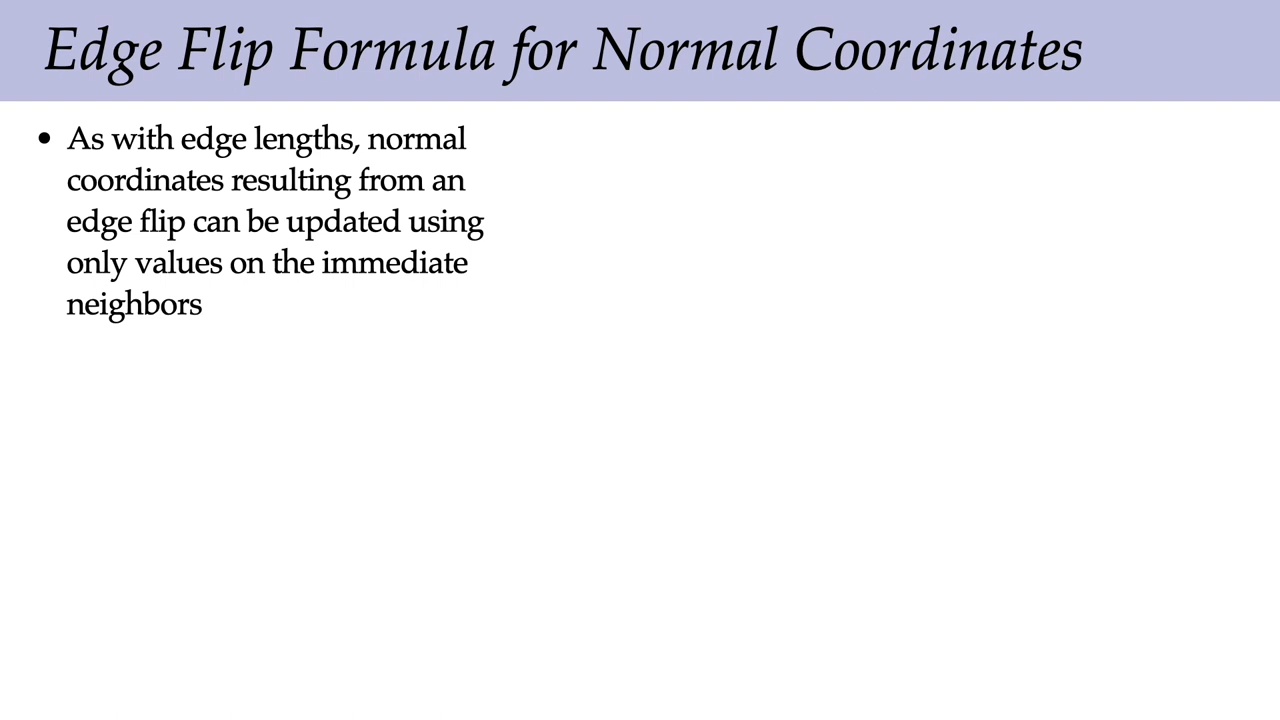 Edge Flip Formula for Normal Coordinates
• As with edge lengths, normal
coordinates resulting from an
edge flip can be updated using
only values on the immediate
neighbors